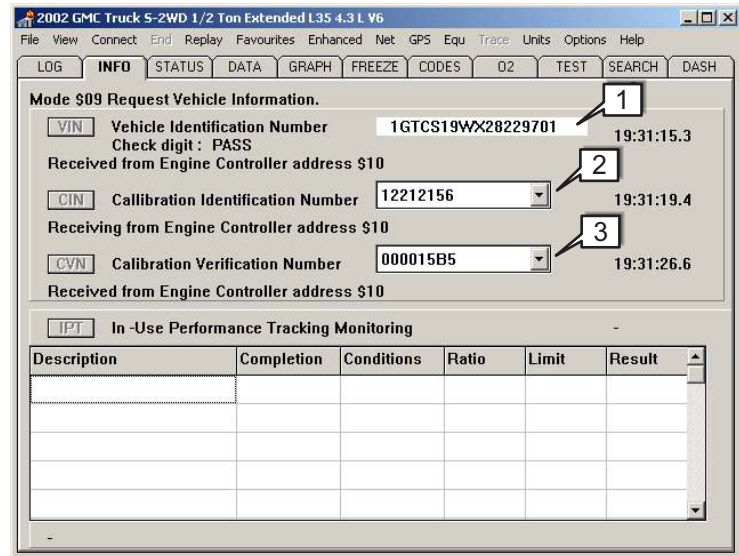 2002 GMC Truck S-2WD 1/2 Ton Extended L35 4.3 L V6
File View Connect End Replay Favourites Enhanced Net GPS Equ Trace Units Options Help
LOG INFO STATUS DATA GRAPH FREEZE CODES O2 TEST SEARCH DASH
Mode $09 Request Vehicle Information.
1
VIN Vehicle Identification Number 1GTCS19WX28229701 19:31:15.3
Check digit : PASS
Received from Engine Controller address $10
2
CIN Callibration Identification Number 12212156 19:31:19.4
Receiving from Engine Controller address $10
3
CVN Calibration Verification Number 000015B5 19:31:26.6
Received from Engine Controller address $10
IPT In -Use Performance Tracking Monitoring -
Description Completion Conditions Ratio Limit Result
-